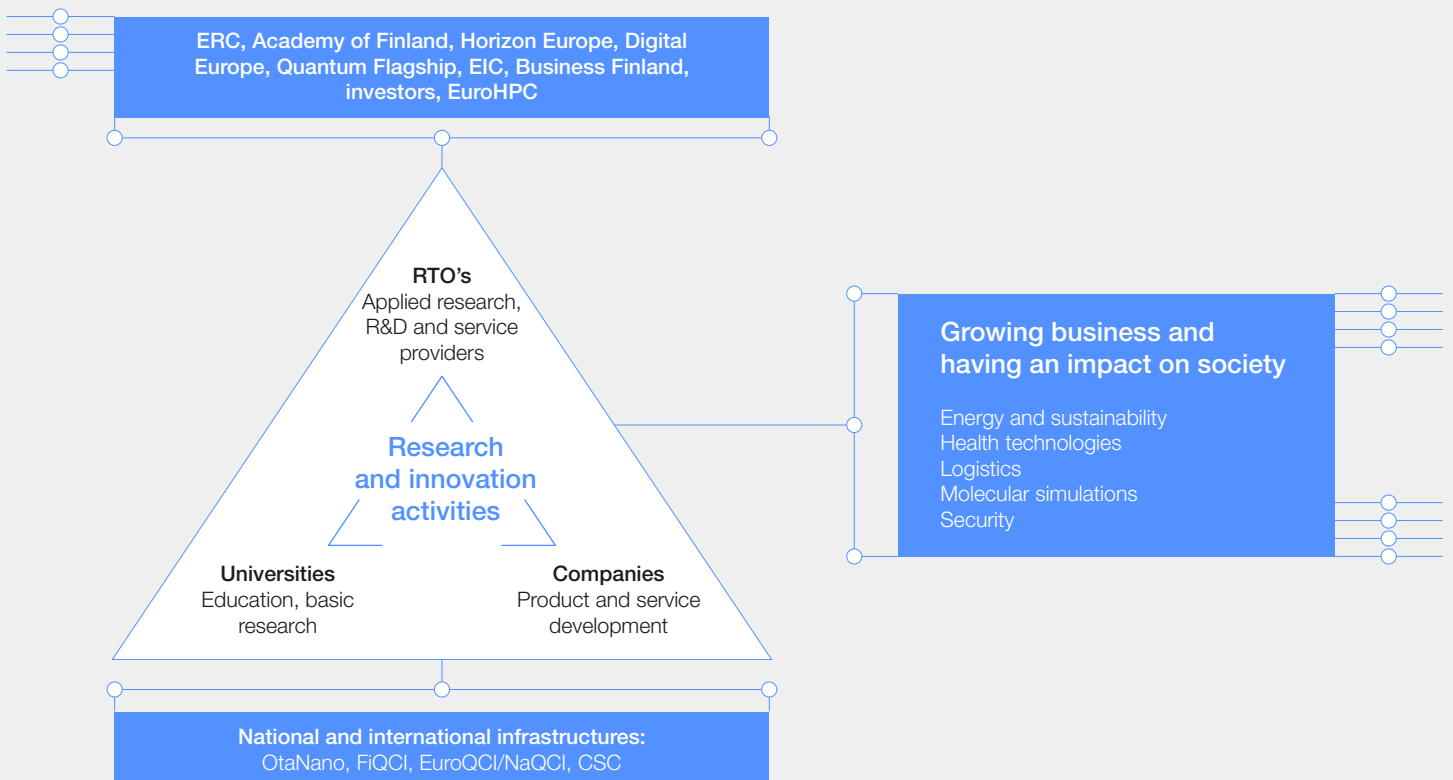 ERC, Academy of Finland, Horizon Europe, Digital
Europe, Quantum Flagship, EIC, Business Finland,
investors, EuroHPC
RTO's
Applied research,
R&D and service
providers
Research
and innovation
activities
Universities
Education, basic
research
Companies
Product and service
development
Growing business and
having an impact on society
Energy and sustainability
Health technologies
Logistics
Molecular simulations
Security
National and international infrastructures:
OtaNano, FiQCI, EuroQCI/NaQCI, CSC